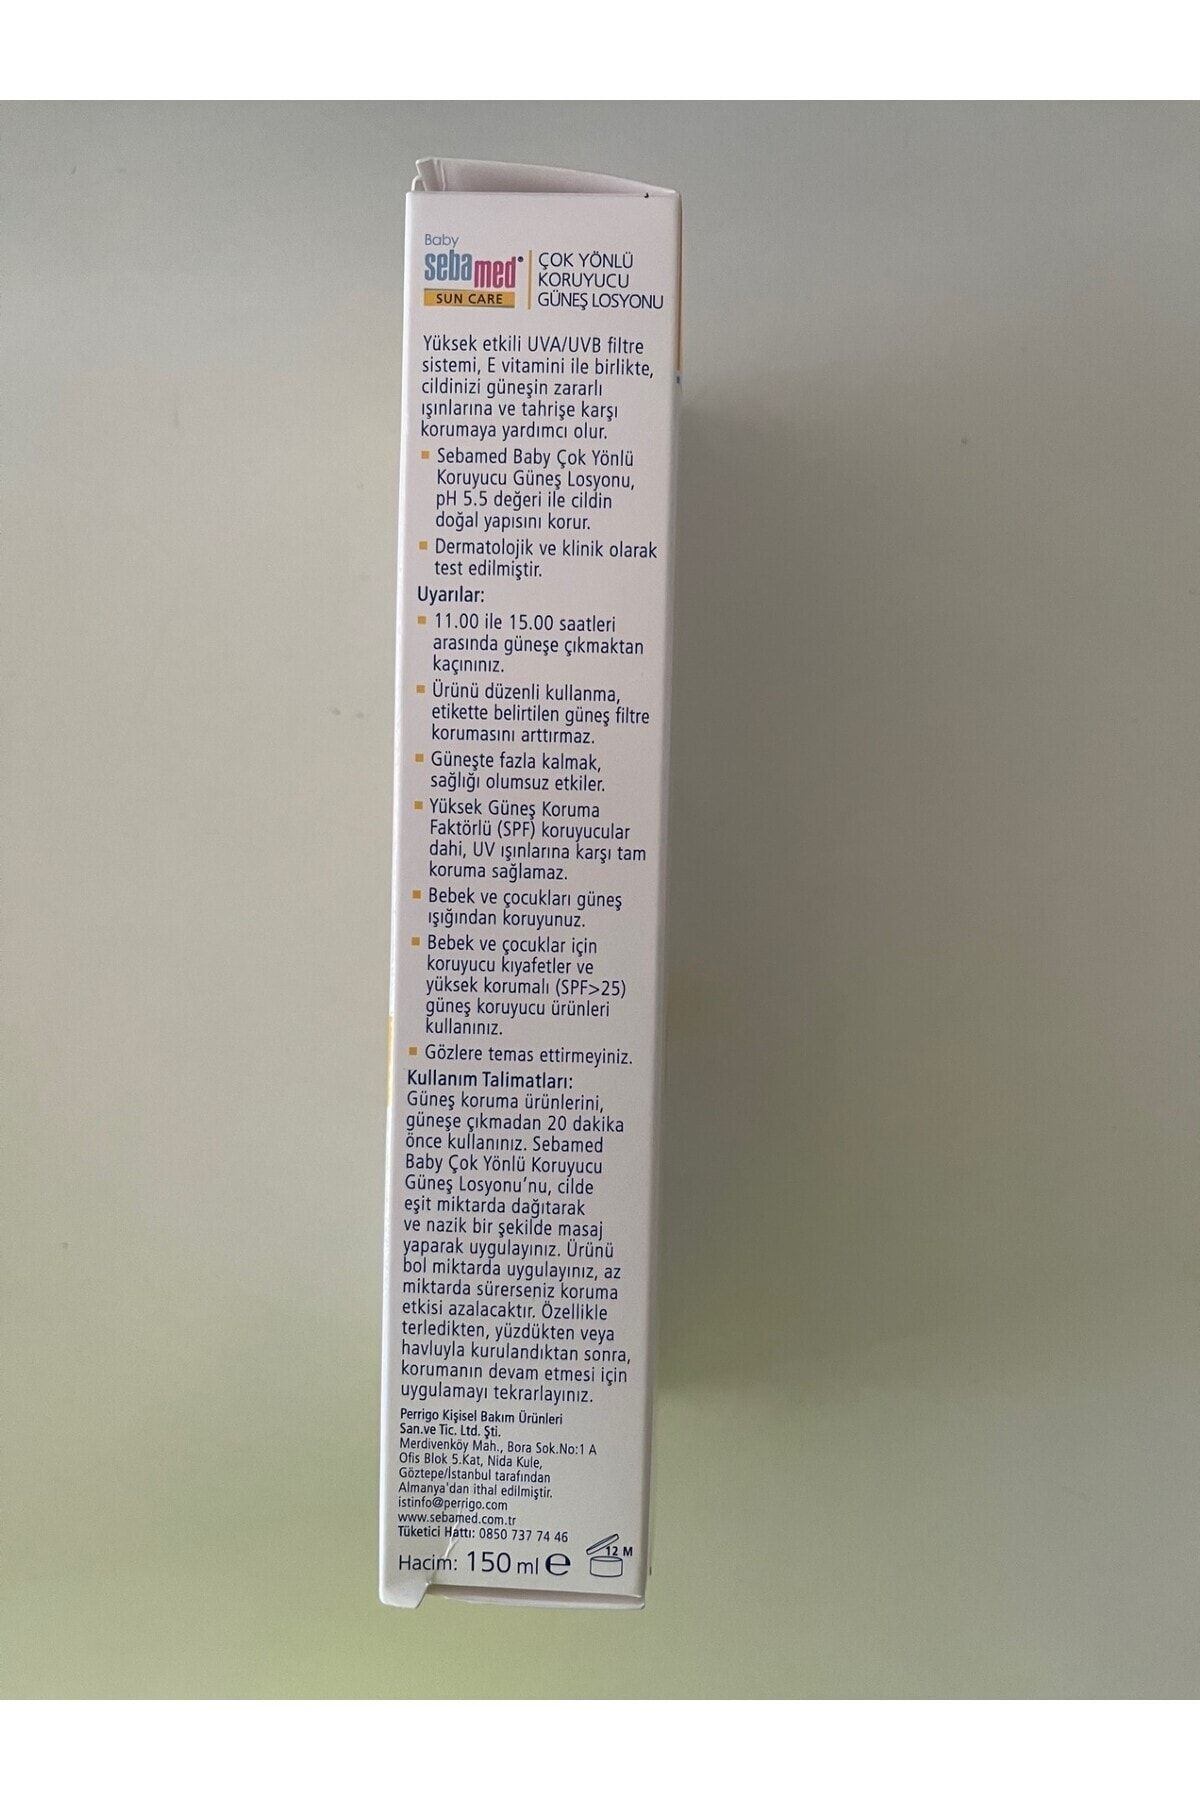 Baby
sebamed
SUN CARE
ÇOK YÖNLÜ
KORUYUCU
GÜNEŞ LOSYONU
Yüksek etkili UVA/UVB filtre
sistemi, E vitamini ile birlikte,
cildinizi güneşin zararlı
ışınlarına ve tahrişe karşı
korumaya yardımcı olur.
▪ Sebamed Baby Çok Yönlü
Koruyucu Güneş Losyonu,
pH 5.5 değeri ile cildin
doğal yapısını korur.
▪ Dermatolojik ve klinik olarak
test edilmiştir.
Uyarılar:
▪ 11.00 ile 15.00 saatleri
arasında güneşe çıkmaktan
kaçınınız.
▪ Ürünü düzenli kullanma,
etikette belirtilen güneş filtre
korumasını arttırmaz.
▪ Güneşte fazla kalmak,
sağlığı olumsuz etkiler.
▪ Yüksek Güneş Koruma
Faktörlü (SPF) koruyucular
dahi, UV ışınlarına karşı tam
koruma sağlamaz.
▪ Bebek ve çocukları güneş
ışığından koruyunuz.
▪ Bebek ve çocuklar için
koruyucu kıyafetler ve
yüksek korumalı (SPF>25)
güneş koruyucu ürünleri
kullanınız.
▪ Gözlere temas ettirmeyiniz.
Kullanım Talimatları:
Güneş koruma ürünlerini,
güneşe çıkmadan 20 dakika
önce kullanınız. Sebamed
Baby Çok Yönlü Koruyucu
Güneş Losyonu'nu, cilde
eşit miktarda dağıtarak
ve nazik bir şekilde masaj
yaparak uygulayınız. Ürünü
bol miktarda uygulayınız, az
miktarda sürerseniz koruma
etkisi azalacaktır. Özellikle
terledikten, yüzdükten veya
havluyla kurulandıktan sonra,
korumanın devam etmesi için
uygulamayı tekrarlayınız.
Perrigo Kişisel Bakım Ürünleri
San.ve Tic. Ltd. Şti.
Merdivenköy Mah., Bora Sok.No:1 A
Ofis Blok 5.Kat, Nida Kule,
Göztepe/İstanbul tarafından
Almanya'dan ithal edilmiştir.
istinfo@perrigo.com
www.sebamed.com.tr
Tüketici Hattı: 0850 737 74 46
Hacim: 150 ml ℮
12 M